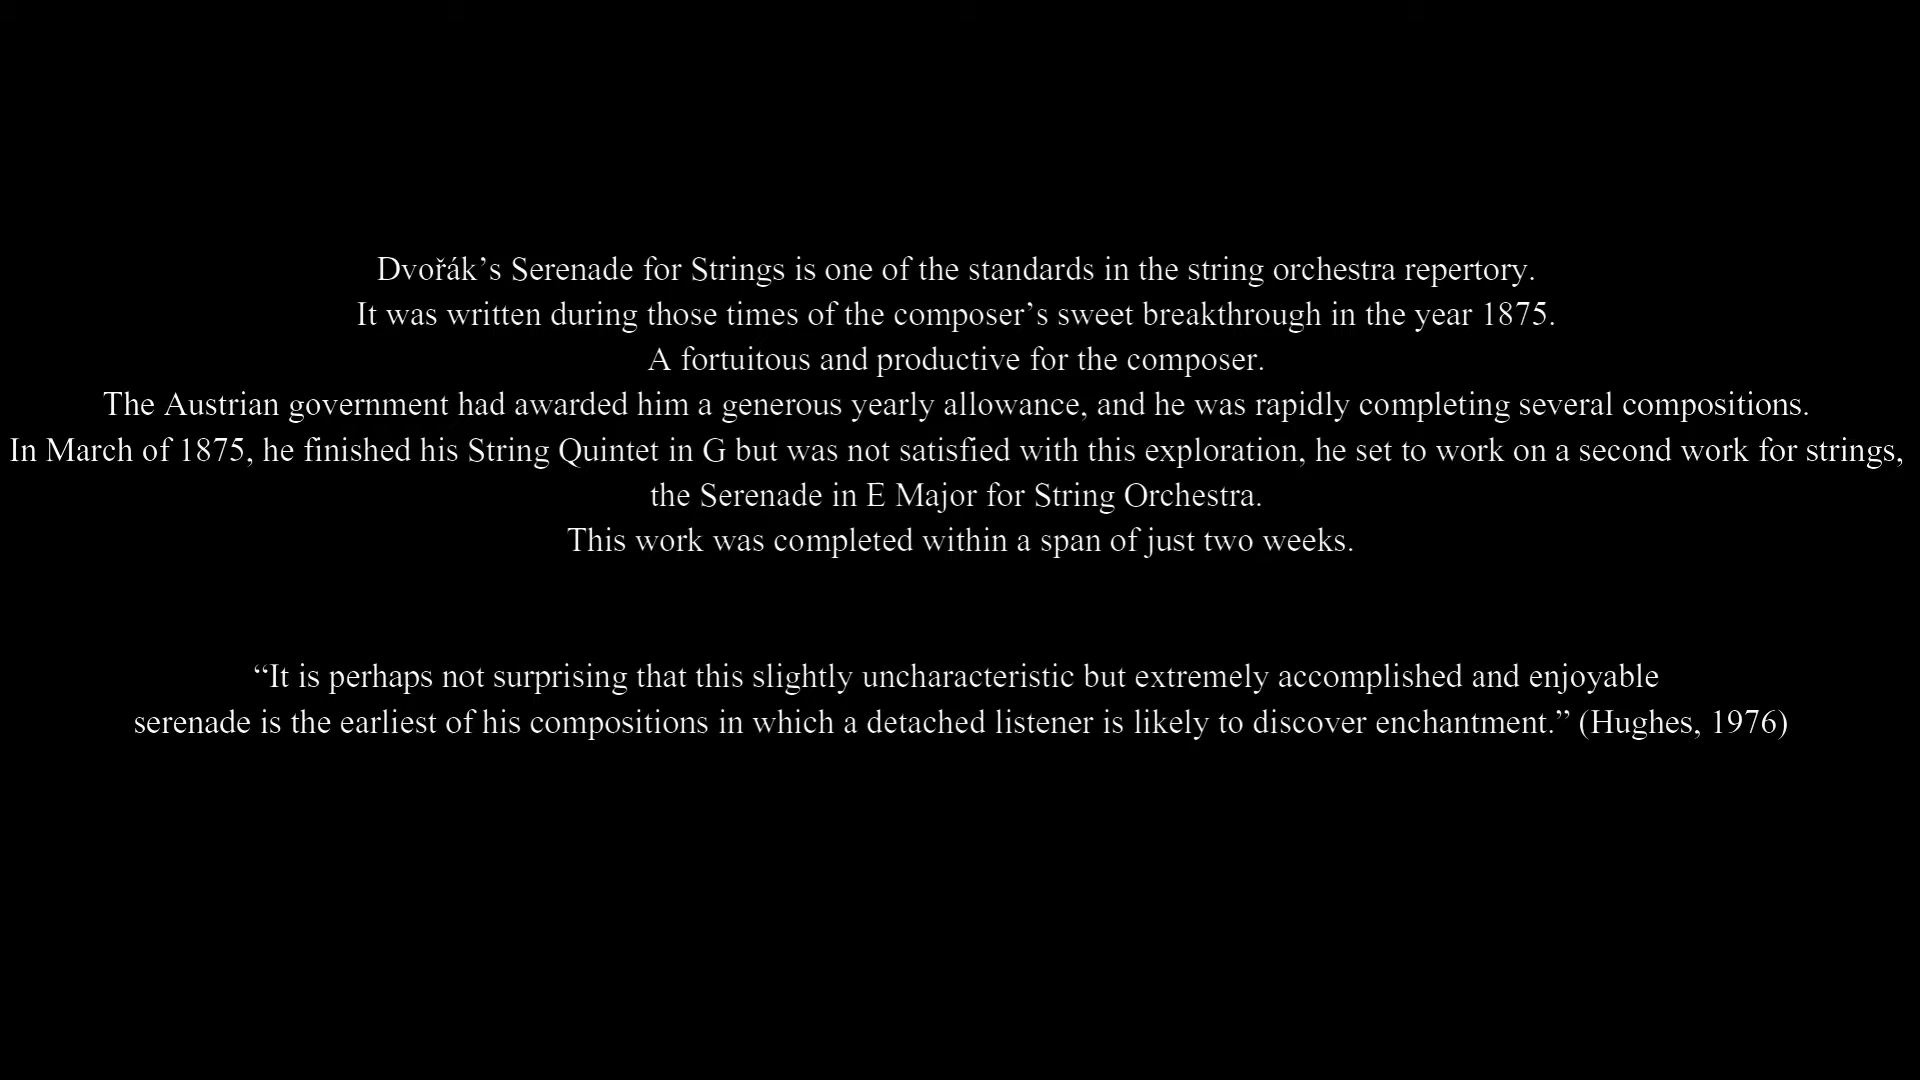 Dvořák’s Serenade for Strings is one of the standards in the string orchestra repertory.
It was written during those times of the composer’s sweet breakthrough in the year 1875.
A fortuitous and productive for the composer.
The Austrian government had awarded him a generous yearly allowance, and he was rapidly completing several compositions.
In March of 1875, he finished his String Quintet in G but was not satisfied with this exploration, he set to work on a second work for strings,
the Serenade in E Major for String Orchestra.
This work was completed within a span of just two weeks.
“It is perhaps not surprising that this slightly uncharacteristic but extremely accomplished and enjoyable
serenade is the earliest of his compositions in which a detached listener is likely to discover enchantment.” (Hughes, 1976)